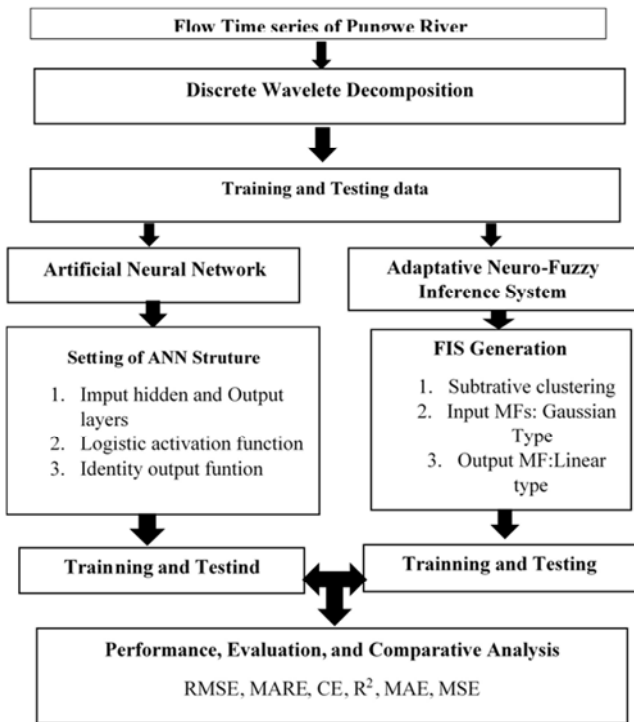 Flow Time series of Pungwe River
Discrete Wavelete Decomposition
Training and Testing data
Artificial Neural Network
Adaptative Neuro-Fuzzy
Inference System
Setting of ANN Struture
1. Imput hidden and Output
layers
2. Logistic activation function
3. Identity output funtion
FIS Generation
1. Subtrative clustering
2. Input MFs: Gaussian
Type
3. Output MF:Linear
type
Trainning and Testind
Trainning and Testing
Performance, Evaluation, and Comparative Analysis
RMSE, MARE, CE, R², MAE, MSE